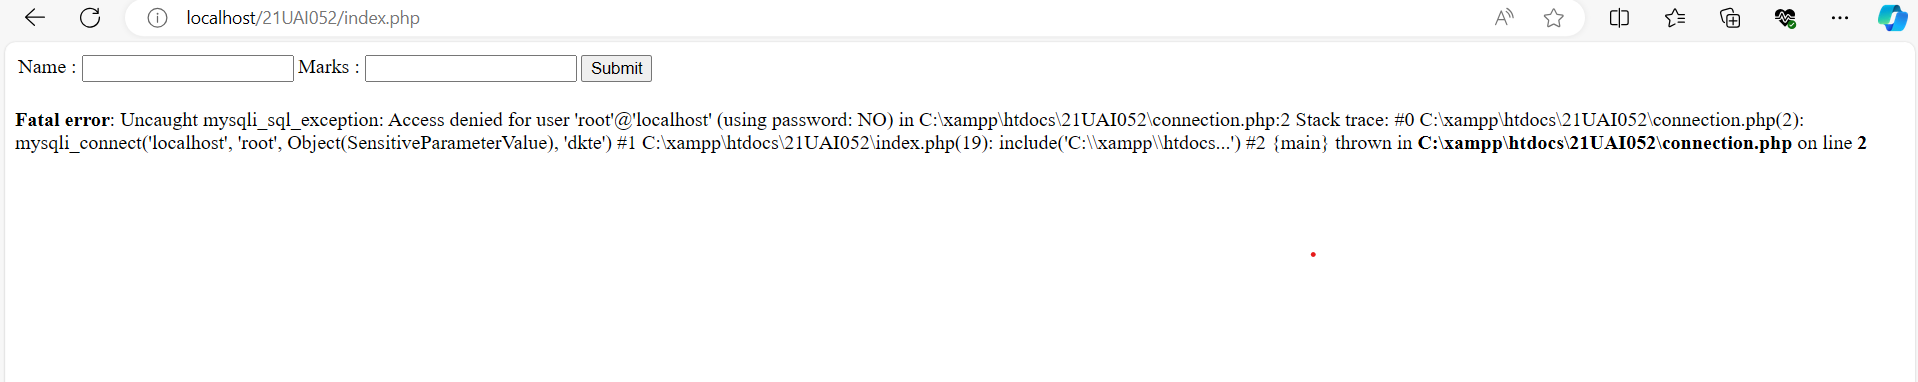 localhost/21UAI052/index.php
Name : Marks : Submit
Fatal error: Uncaught mysqli_sql_exception: Access denied for user 'root'@'localhost' (using password: NO) in C:\xampp\htdocs\21UAI052\connection.php:2 Stack trace: #0 C:\xampp\htdocs\21UAI052\connection.php(2):
mysqli_connect('localhost', 'root', Object(SensitiveParameterValue), 'dkte') #1 C:\xampp\htdocs\21UAI052\index.php(19): include('C:\\xampp\\htdocs...') #2 {main} thrown in C:\xampp\htdocs\21UAI052\connection.php on line 2